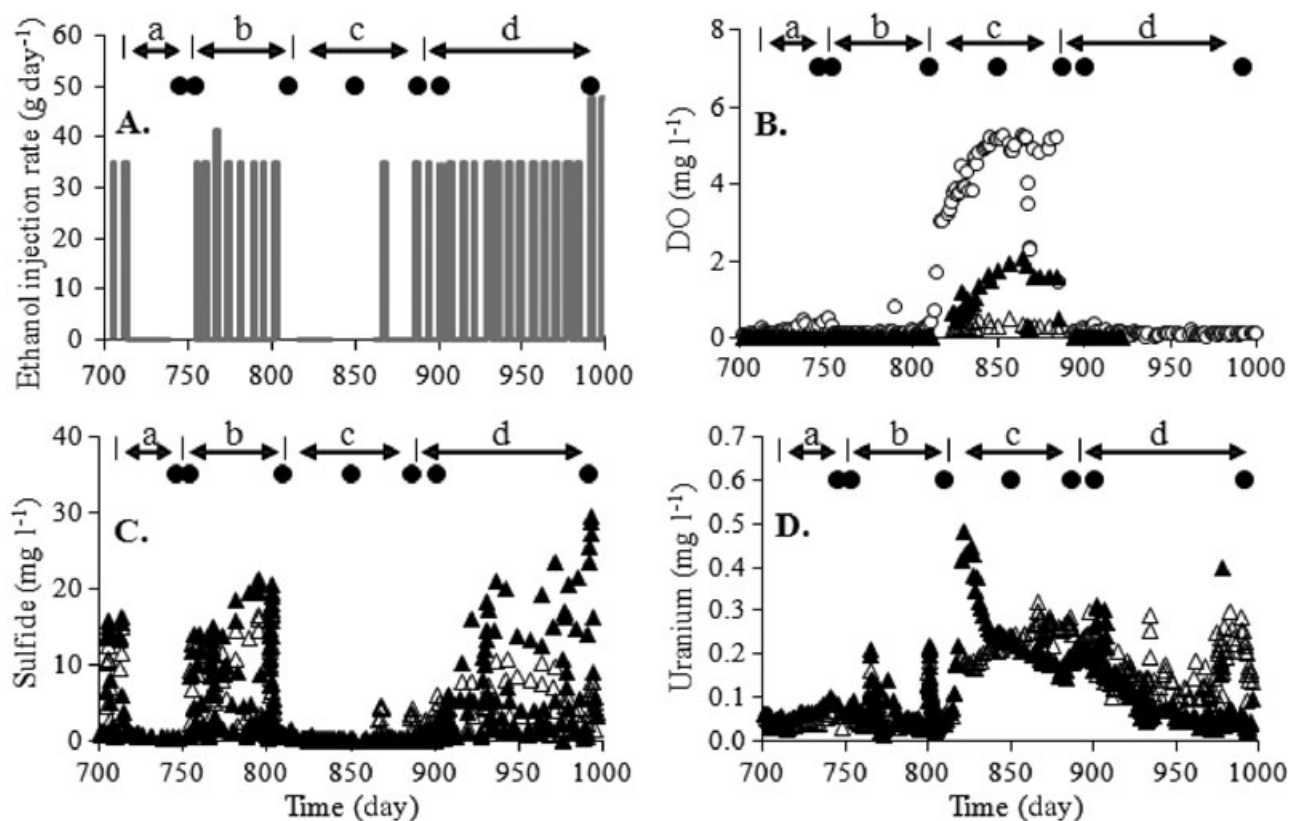 a b c d
60
50
40
30
20
10
0
A.
Ethanol injection rate (g day-1)
700 750 800 850 900 950 1000
a b c d
8
6
4
2
0
B.
DO (mg l-1)
700 750 800 850 900 950 1000
a b c d
40
30
20
10
0
C.
Sulfide (mg l-1)
700 750 800 850 900 950 1000
Time (day)
a b c d
0.7
0.6
0.5
0.4
0.3
0.2
0.1
0.0
D.
Uranium (mg l-1)
700 750 800 850 900 950 1000
Time (day)